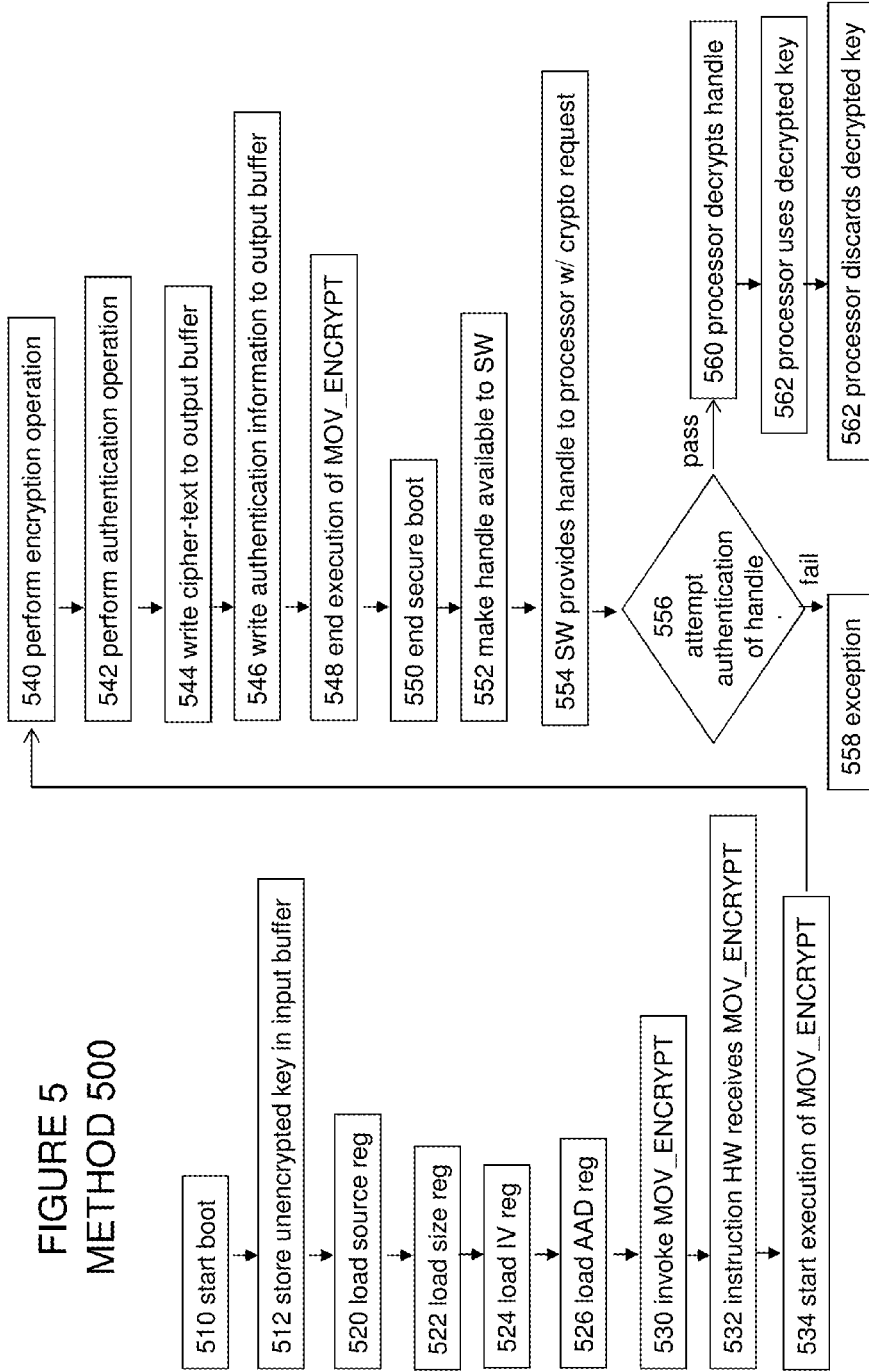 FIGURE 5
METHOD 500
510 start boot
512 store unencrypted key in input buffer
520 load source reg
522 load size reg
524 load IV reg
526 load AAD reg
530 invoke MOV_ENCRYPT
532 instruction HW receives MOV_ENCRYPT
534 start execution of MOV_ENCRYPT
540 perform encryption operation
542 perform authentication operation
544 write cipher-text to output buffer
546 write authentication information to output buffer
548 end execution of MOV_ENCRYPT
550 end secure boot
552 make handle available to SW
554 SW provides handle to processor w/ crypto request
556
attempt
authentication
of handle
pass
fail
558 exception
560 processor decrypts handle
562 processor uses decrypted key
562 processor discards decrypted key